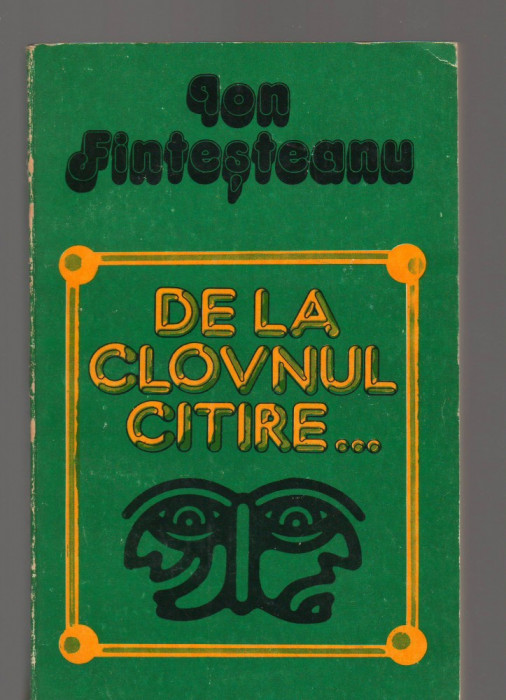 Ion
Finteșteanu
DE LA
CLOVNUL
CITIRE...